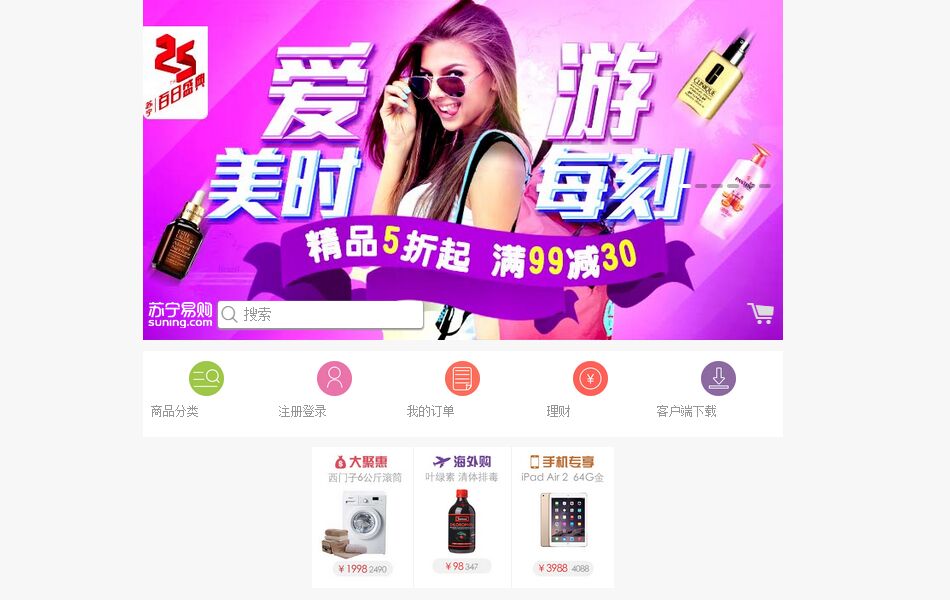 25
苏宁 百日盛典
爱 游
美时 每刻
CLINIQUE
精品5折起 满99减30
苏宁易购
suning.com
搜索
商品分类 注册登录 我的订单 理财 客户端下载
大聚惠 海外购 手机专享
西门子6公斤滚筒 叶绿素 清体排毒 iPad Air 2 64G金
¥1998 2490 ¥98 347 ¥3988 4088